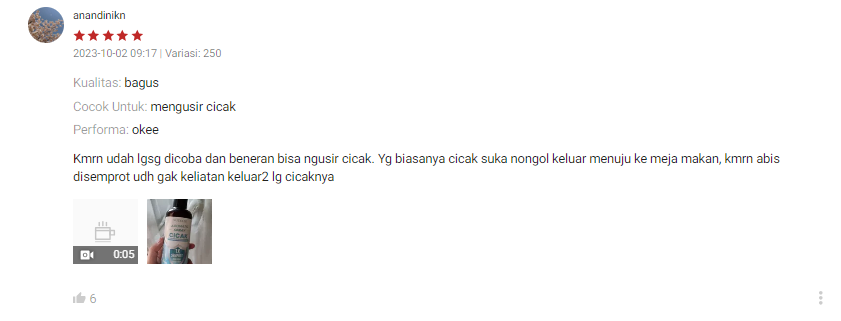 anandinikn
2023-10-02 09:17 | Variasi: 250
Kualitas: bagus
Cocok Untuk: mengusir cicak
Performa: okee
Kmrn udah lgsg dicoba dan beneran bisa ngusir cicak. Yg biasanya cicak suka nongol keluar menuju ke meja makan, kmrn abis
disemprot udh gak keliatan keluar2 lg cicaknya
0:05
CICAK
6